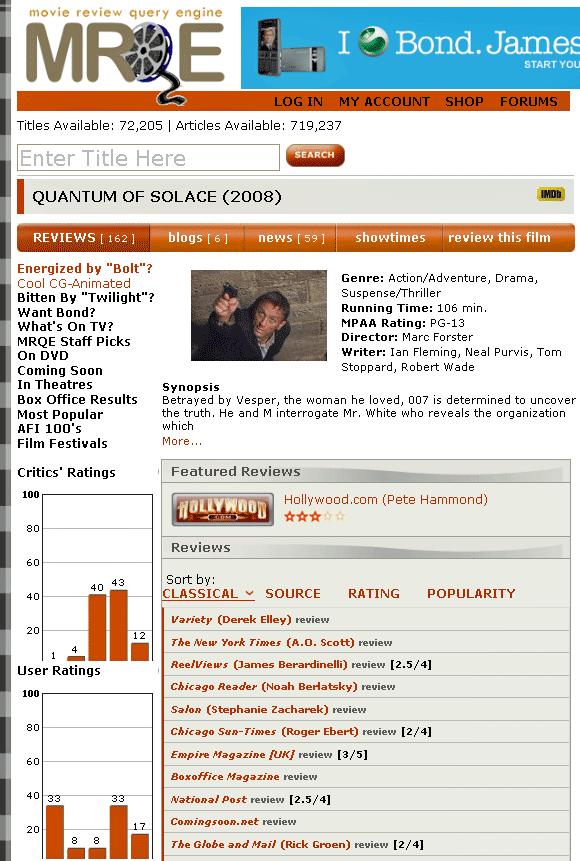 movie review query engine
MRQE
I Bond.James
START YOU
LOG IN MY ACCOUNT SHOP FORUMS
Titles Available: 72,205 | Articles Available: 719,237
Enter Title Here
SEARCH
QUANTUM OF SOLACE (2008)
IMDb
REVIEWS [ 162 ] blogs [ 6 ] news [ 59 ] showtimes review this film
Energized by "Bolt"?
Cool CG-Animated
Bitten By "Twilight"?
Want Bond?
What's On TV?
MRQE Staff Picks
On DVD
Coming Soon
In Theatres
Box Office Results
Most Popular
AFI 100's
Film Festivals
Genre: Action/Adventure, Drama,
Suspense/Thriller
Running Time: 106 min.
MPAA Rating: PG-13
Director: Marc Forster
Writer: Ian Fleming, Neal Purvis, Tom
Stoppard, Robert Wade
Synopsis
Betrayed by Vesper, the woman he loved, 007 is determined to uncover
the truth. He and M interrogate Mr. White who reveals the organization
which
More...
Critics' Ratings
100
80
60
40
20
1 4 40 43 12
User Ratings
100
80
60
40
20
33 8 8 33 17
Featured Reviews
HOLLYWOOD
.COM
Hollywood.com (Pete Hammond)
Reviews
Sort by:
CLASSICAL SOURCE RATING POPULARITY
Variety (Derek Elley) review
The New York Times (A.O. Scott) review
ReelViews (James Berardinelli) review [2.5/4]
Chicago Reader (Noah Berlatsky) review
Salon (Stephanie Zacharek) review
Chicago Sun-Times (Roger Ebert) review [2/4]
Empire Magazine [UK] review [3/5]
Boxoffice Magazine review
National Post review [2.5/4]
Comingsoon.net review
The Globe and Mail (Rick Groen) review [2/4]